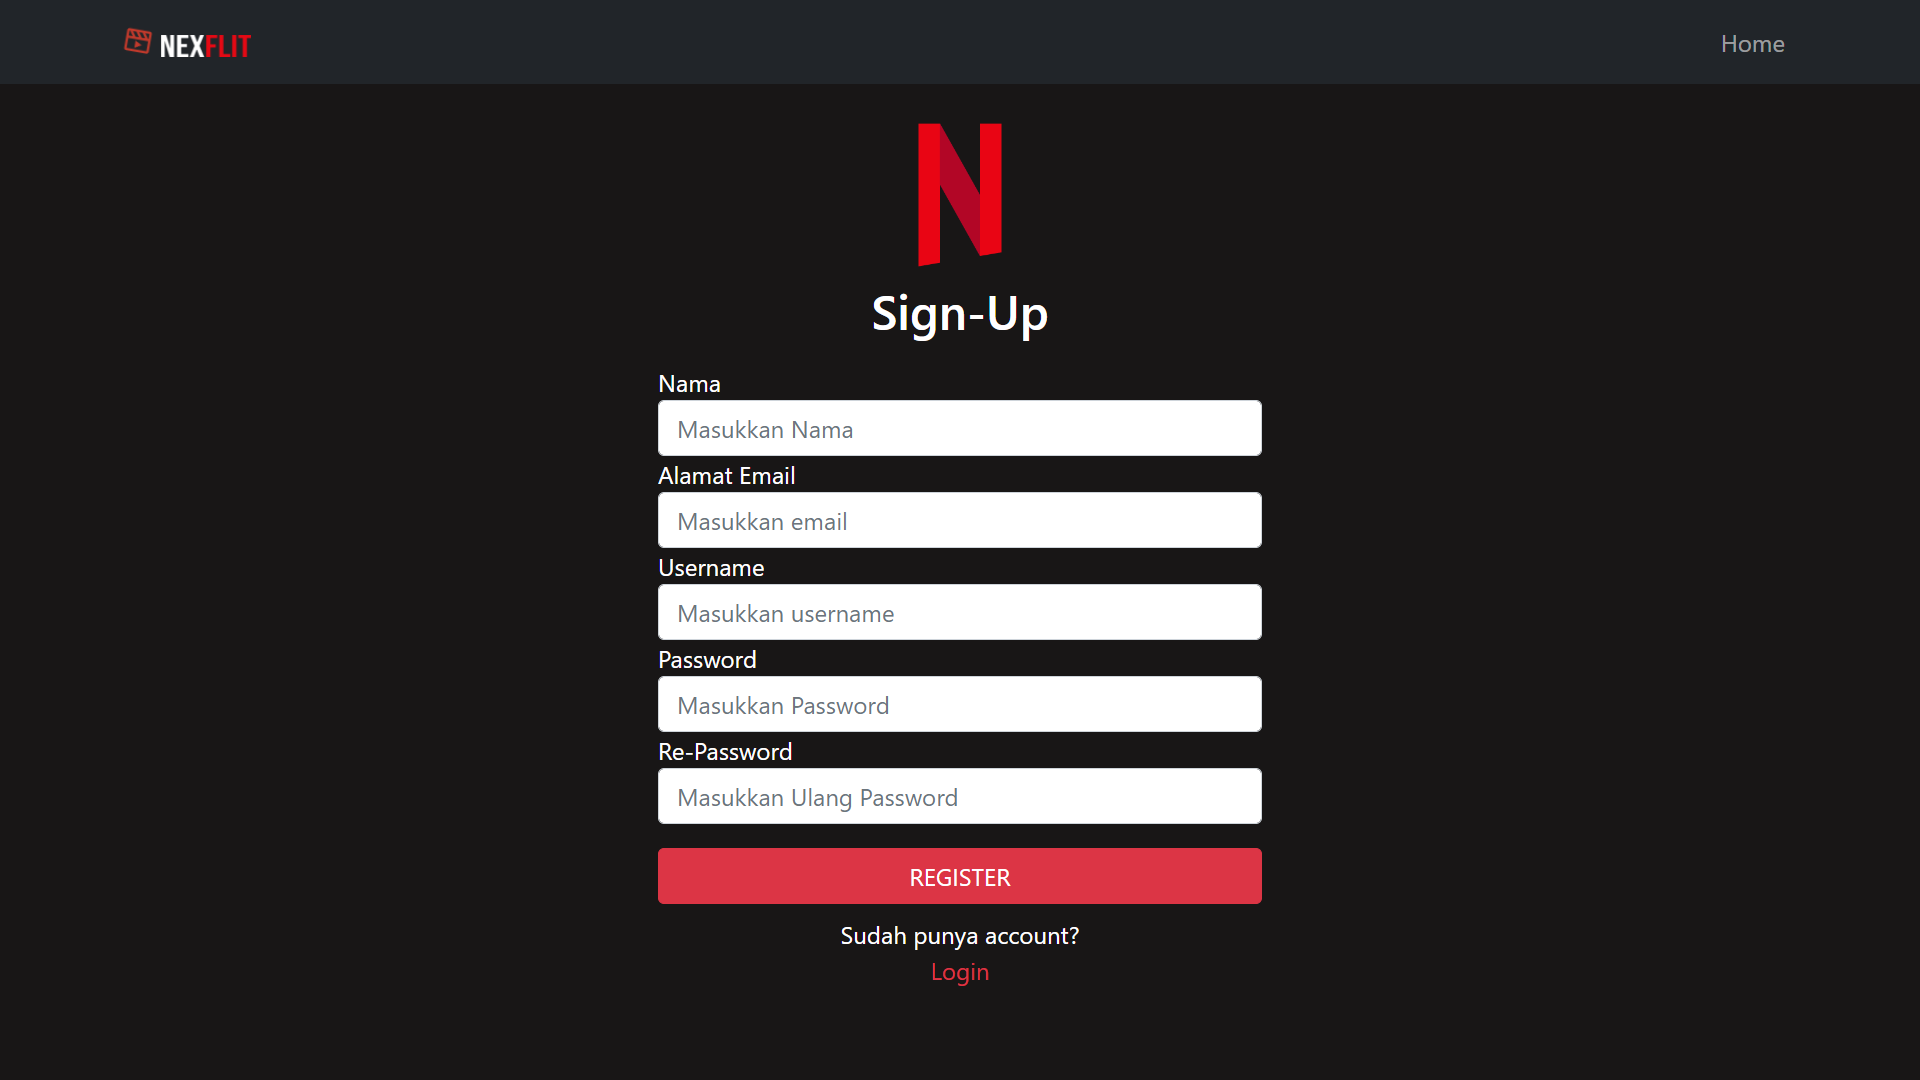 NEXFLIT
Home
N
Sign-Up
Nama
Masukkan Nama
Alamat Email
Masukkan email
Username
Masukkan username
Password
Masukkan Password
Re-Password
Masukkan Ulang Password
REGISTER
Sudah punya account?
Login